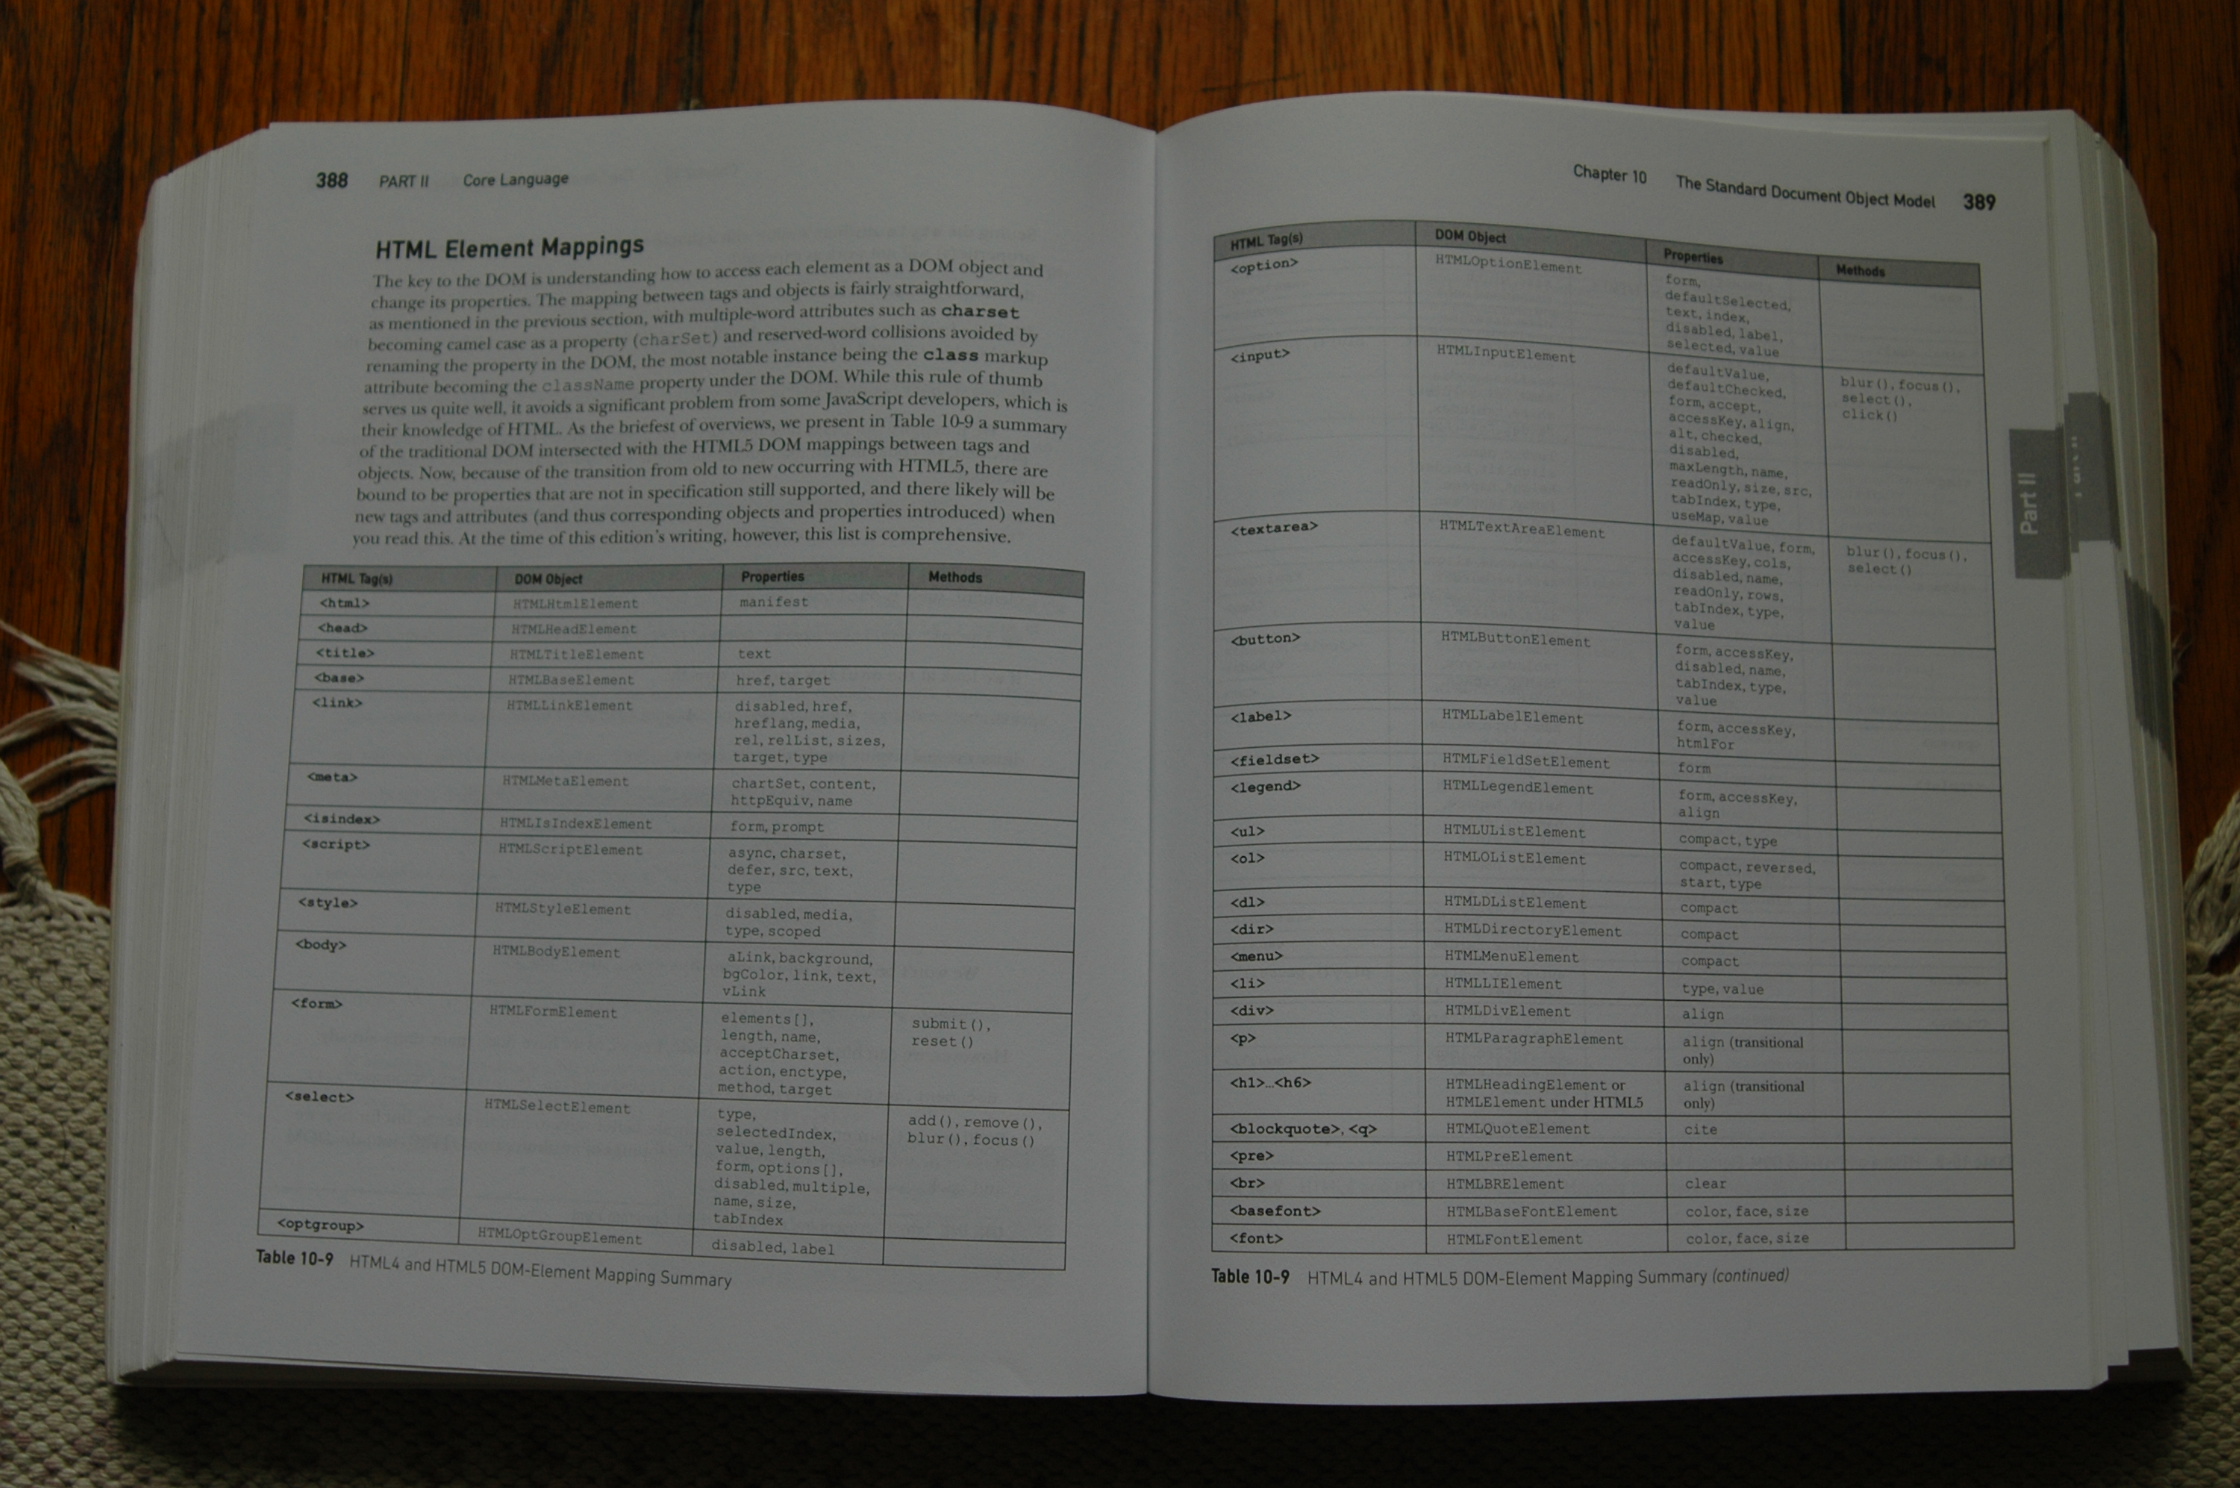 388 PART II Core Language
HTML Element Mappings
The key to the DOM is understanding how to access each element as a DOM object and
change its properties. The mapping between tags and objects is fairly straightforward,
as mentioned in the previous section, with multiple-word attributes such as charset
becoming camel case as a property (charSet) and reserved-word collisions avoided by
renaming the property in the DOM, the most notable instance being the class markup
attribute becoming the className property under the DOM. While this rule of thumb
serves us quite well, it avoids a significant problem from some JavaScript developers, which is
their knowledge of HTML. As the briefest of overviews, we present in Table 10-9 a summary
of the traditional DOM intersected with the HTML5 DOM mappings between tags and
objects. Now, because of the transition from old to new occurring with HTML5, there are
bound to be properties that are not in specification still supported, and there likely will be
new tags and attributes (and thus corresponding objects and properties introduced) when
you read this. At the time of this edition's writing, however, this list is comprehensive.
HTML Tag(s) DOM Object Properties Methods
<html> HTMLHtmlElement manifest
<head> HTMLHeadElement
<title> HTMLTitleElement text
<base> HTMLBaseElement href, target
<link> HTMLLinkElement disabled, href,
hreflang, media,
rel, relList, sizes,
target, type
<meta> HTMLMetaElement chartSet, content,
httpEquiv, name
<isindex> HTMLIsIndexElement form, prompt
<script> HTMLScriptElement async, charset,
defer, src, text,
type
<style> HTMLStyleElement disabled, media,
type, scoped
<body> HTMLBodyElement aLink, background,
bgColor, link, text,
vLink
<form> HTMLFormElement elements[], submit(),
length, name, reset()
acceptCharset,
action, enctype,
method, target
<select> HTMLSelectElement type, add(), remove(),
selectedIndex, blur(), focus()
value, length,
form, options[],
disabled, multiple,
name, size,
tabIndex
<optgroup> HTMLOptGroupElement disabled, label
Table 10-9 HTML4 and HTML5 DOM-Element Mapping Summary
Chapter 10 The Standard Document Object Model 389
HTML Tag(s) DOM Object Properties Methods
<option> HTMLOptionElement form,
defaultSelected,
text, index,
disabled, label,
selected, value
<input> HTMLInputElement defaultValue, blur(), focus(),
defaultChecked, select(),
form, accept, click()
accessKey, align,
alt, checked,
disabled,
maxLength, name,
readOnly, size, src,
tabIndex, type,
useMap, value
<textarea> HTMLTextAreaElement defaultValue, form, blur(), focus(),
accessKey, cols, select()
disabled, name,
readOnly, rows,
tabIndex, type,
value
<button> HTMLButtonElement form, accessKey,
disabled, name,
tabIndex, type,
value
<label> HTMLLabelElement form, accessKey,
htmlFor
<fieldset> HTMLFieldSetElement form
<legend> HTMLLegendElement form, accessKey,
align
<ul> HTMLUListElement compact, type
<ol> HTMLOListElement compact, reversed,
start, type
<dl> HTMLDListElement compact
<dir> HTMLDirectoryElement compact
<menu> HTMLMenuElement compact
<li> HTMLLIElement type, value
<div> HTMLDivElement align
<p> HTMLParagraphElement align (transitional
only)
<h1>…<h6> HTMLHeadingElement or align (transitional
HTMLElement under HTML5 only)
<blockquote>, <q> HTMLQuoteElement cite
<pre> HTMLPreElement
<br> HTMLBRElement clear
<basefont> HTMLBaseFontElement color, face, size
<font> HTMLFontElement color, face, size
Table 10-9 HTML4 and HTML5 DOM-Element Mapping Summary (continued)
Part II